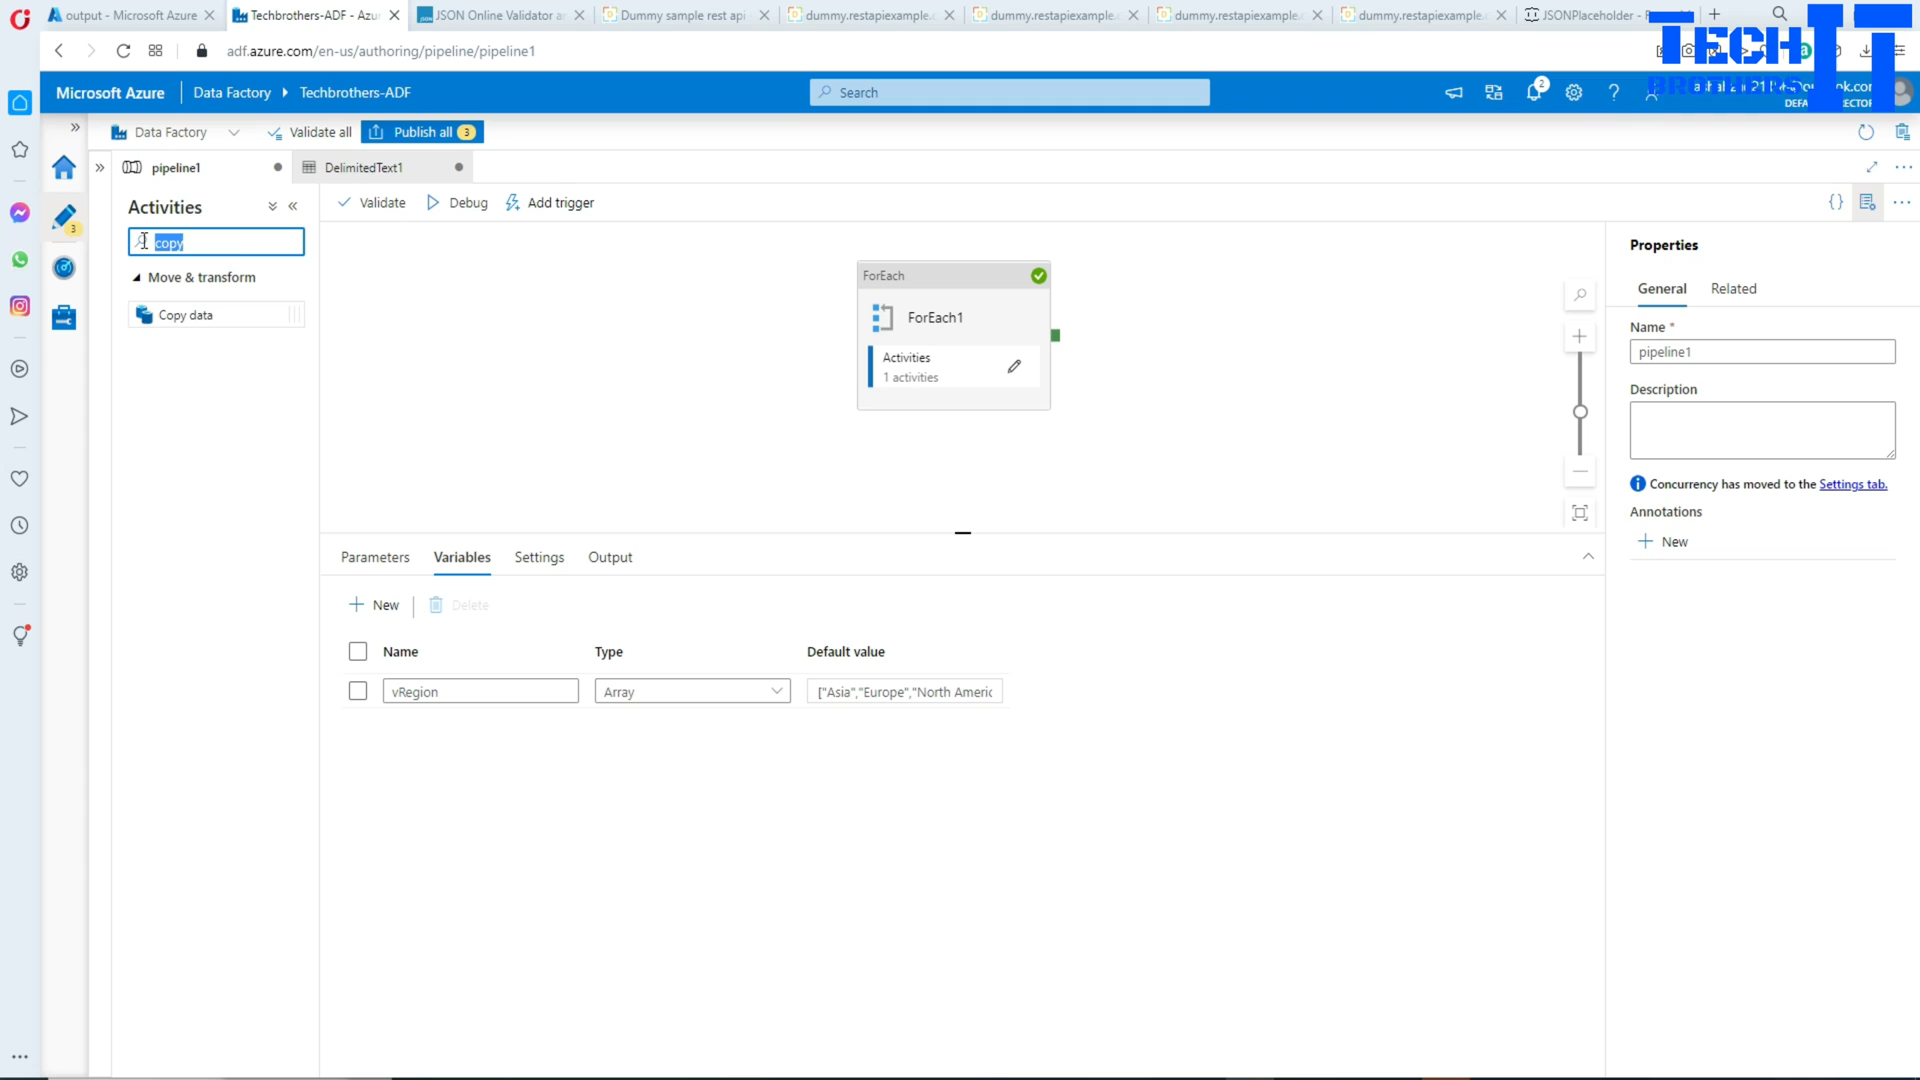 output - Microsoft Azure
Techbrothers-ADF - Azu
JSON Online Validator a
Dummy sample rest api
dummy.restapiexample.
dummy.restapiexample.
dummy.restapiexample.
dummy.restapiexample.
JSONPlaceholder -
adf.azure.com/en-us/authoring/pipeline/pipeline1
TECH
BROTHERS
IT
Microsoft Azure
Data Factory
Techbrothers-ADF
Search
2
Data Factory
Validate all
Publish all
3
pipeline1
DelimitedText1
3
Activities
copy
Move & transform
Copy data
Validate
Debug
Add trigger
ForEach
ForEach1
Activities
1 activities
Parameters
Variables
Settings
Output
New
Delete
Name
Type
Default value
vRegion
Array
["Asia","Europe","North Americ
Properties
General
Related
Name *
pipeline1
Description
Concurrency has moved to the Settings tab.
Annotations
New